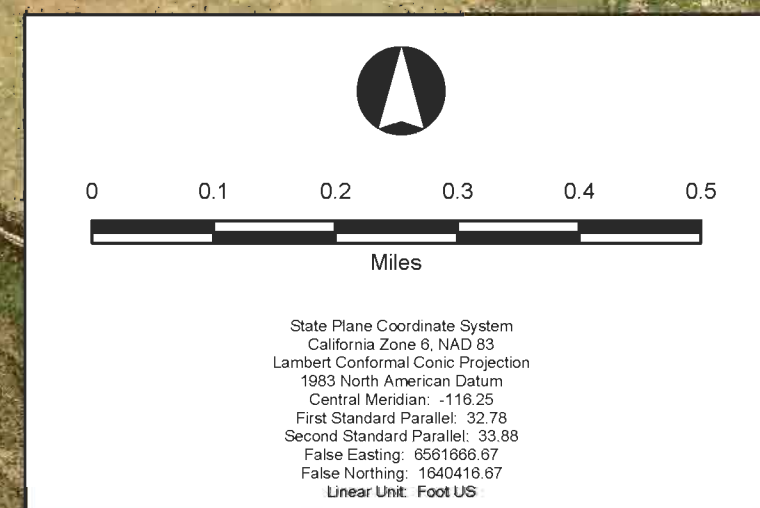 0 0.1 0.2 0.3 0.4 0.5
Miles
State Plane Coordinate System
California Zone 6, NAD 83
Lambert Conformal Conic Projection
1983 North American Datum
Central Meridian: -116.25
First Standard Parallel: 32.78
Second Standard Parallel: 33.88
False Easting: 6561666.67
False Northing: 1640416.67
Linear Unit: Foot US